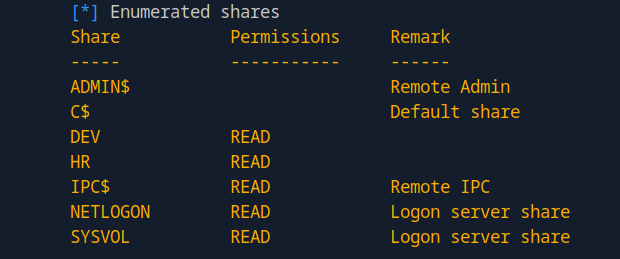 [*] Enumerated shares
Share Permissions Remark
----- ----------- ------
ADMIN$ Remote Admin
C$ Default share
DEV READ
HR READ
IPC$ READ Remote IPC
NETLOGON READ Logon server share
SYSVOL READ Logon server share